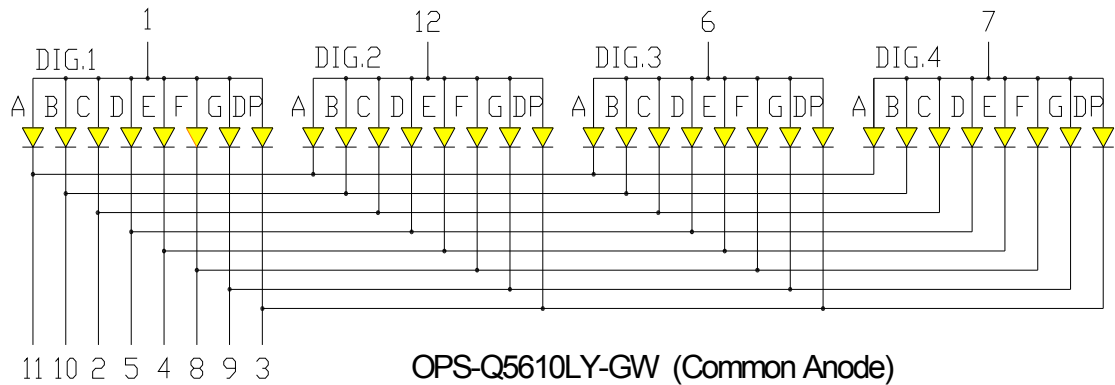 1 12 6 7
DIG.1 DIG.2 DIG.3 DIG.4
A B C D E F G DP A B C D E F G DP A B C D E F G DP A B C D E F G DP
11 10 2 5 4 8 9 3
OPS-Q5610LY-GW (Common Anode)